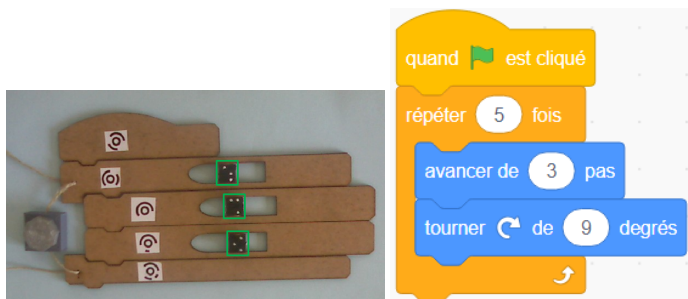 quand est cliqué
répéter 5 fois
avancer de 3 pas
tourner de 9 degrés